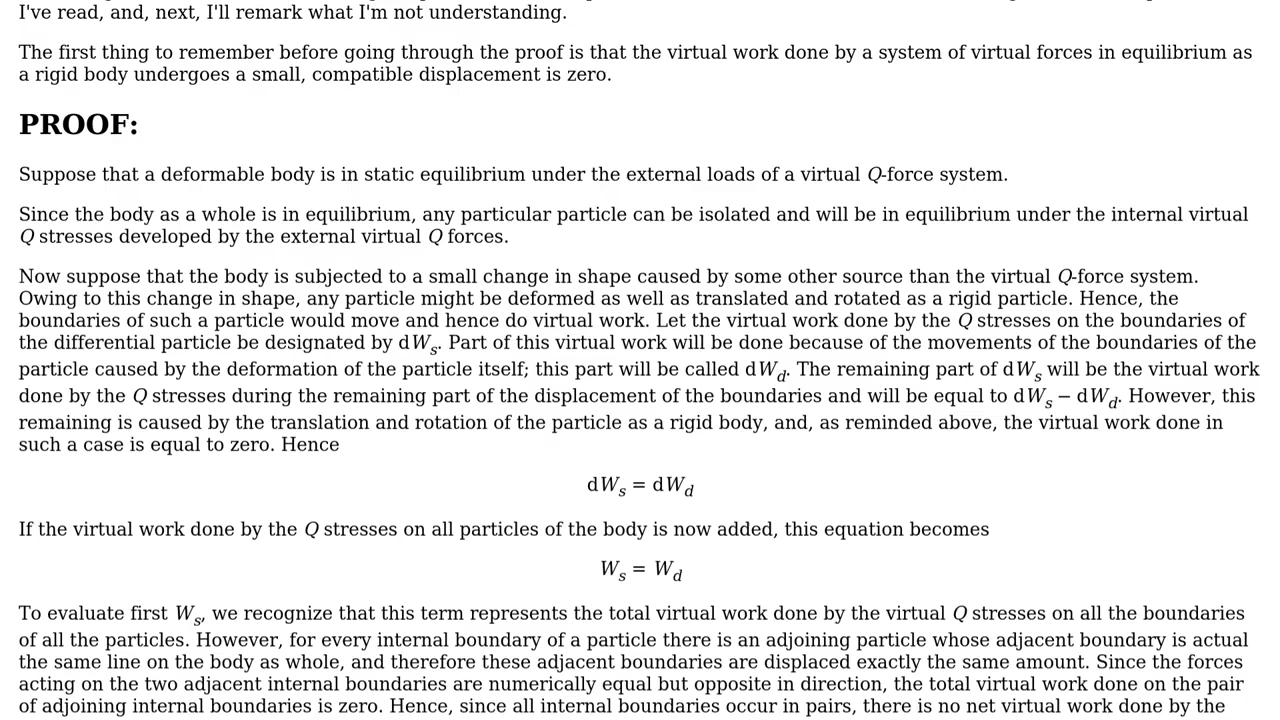 I've read, and, next, I'll remark what I'm not understanding.
The first thing to remember before going through the proof is that the virtual work done by a system of virtual forces in equilibrium as
a rigid body undergoes a small, compatible displacement is zero.
PROOF:
Suppose that a deformable body is in static equilibrium under the external loads of a virtual Q-force system.
Since the body as a whole is in equilibrium, any particular particle can be isolated and will be in equilibrium under the internal virtual
Q stresses developed by the external virtual Q forces.
Now suppose that the body is subjected to a small change in shape caused by some other source than the virtual Q-force system.
Owing to this change in shape, any particle might be deformed as well as translated and rotated as a rigid particle. Hence, the
boundaries of such a particle would move and hence do virtual work. Let the virtual work done by the Q stresses on the boundaries of
the differential particle be designated by dW_s. Part of this virtual work will be done because of the movements of the boundaries of the
particle caused by the deformation of the particle itself; this part will be called dW_d. The remaining part of dW_s will be the virtual work
done by the Q stresses during the remaining part of the displacement of the boundaries and will be equal to dW_s − dW_d. However, this
remaining is caused by the translation and rotation of the particle as a rigid body, and, as reminded above, the virtual work done in
such a case is equal to zero. Hence
dW_s = dW_d
If the virtual work done by the Q stresses on all particles of the body is now added, this equation becomes
W_s = W_d
To evaluate first W_s, we recognize that this term represents the total virtual work done by the virtual Q stresses on all the boundaries
of all the particles. However, for every internal boundary of a particle there is an adjoining particle whose adjacent boundary is actual
the same line on the body as whole, and therefore these adjacent boundaries are displaced exactly the same amount. Since the forces
acting on the two adjacent internal boundaries are numerically equal but opposite in direction, the total virtual work done on the pair
of adjoining internal boundaries is zero. Hence, since all internal boundaries occur in pairs, there is no net virtual work done by the